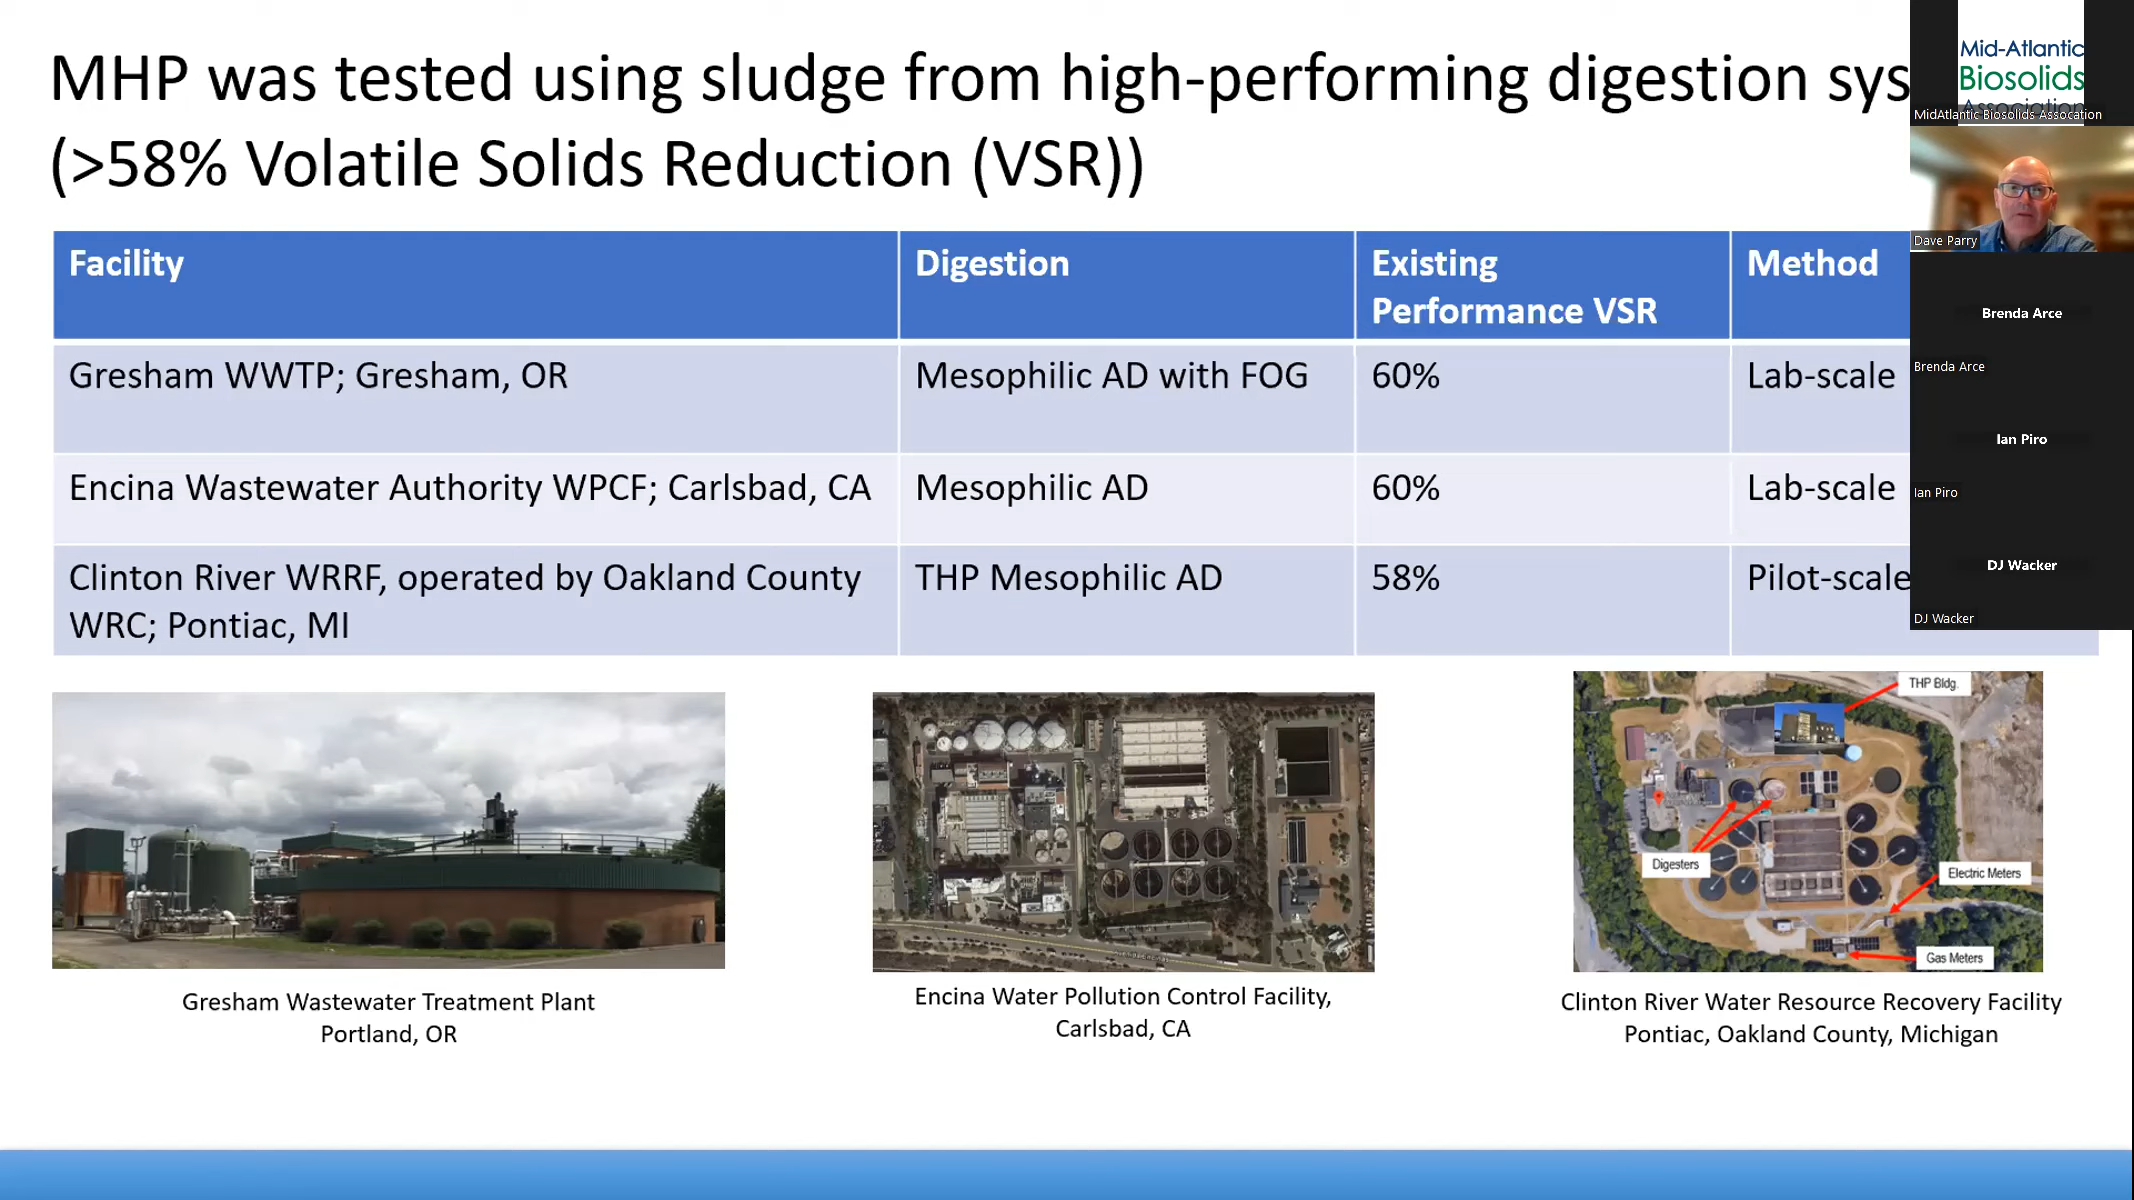 MHP was tested using sludge from high-performing digestion sys
(>58% Volatile Solids Reduction (VSR))
Facility
Digestion
Existing
Performance VSR
Method
Gresham WWTP; Gresham, OR
Mesophilic AD with FOG
60%
Lab-scale
Encina Wastewater Authority WPCF; Carlsbad, CA
Mesophilic AD
60%
Lab-scale
Clinton River WRRF, operated by Oakland County
WRC; Pontiac, MI
THP Mesophilic AD
58%
Pilot-scale
THP Bldg.
Digesters
Electric Meters
Gas Meters
Gresham Wastewater Treatment Plant
Portland, OR
Encina Water Pollution Control Facility,
Carlsbad, CA
Clinton River Water Resource Recovery Facility
Pontiac, Oakland County, Michigan
Mid-Atlantic
Biosolids
Association
MidAtlantic Biosolids Assocation
Dave Parry
Brenda Arce
Brenda Arce
Ian Piro
Ian Piro
DJ Wacker
DJ Wacker